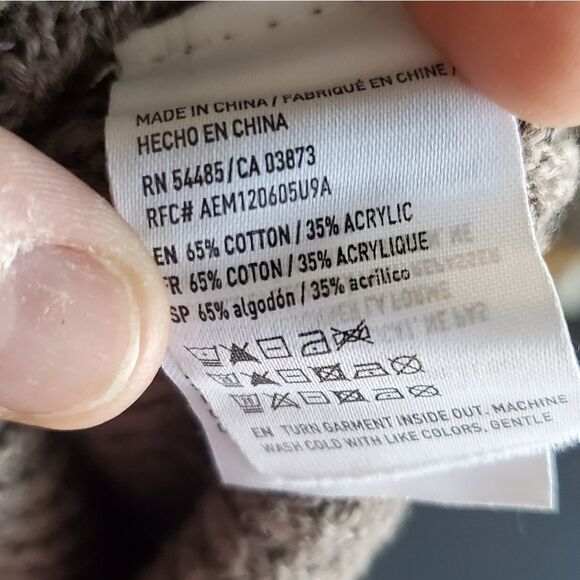 MADE IN CHINA / FABRIQUÉ EN CHINE /
HECHO EN CHINA
RN 54485/CA 03873
RFC# AEM120605U9A
EN 65% COTTON / 35% ACRYLIC
FR 65% COTON / 35% ACRYLIQUE
SP 65% algodón / 35% acrílico
EN TURN GARMENT INSIDE OUT. MACHINE
WASH COLD WITH LIKE COLORS, GENTLE